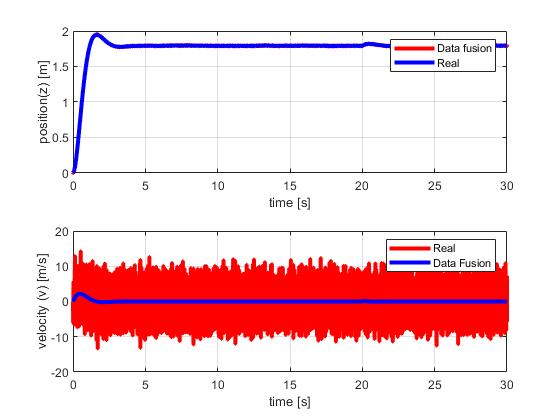 position(z) [m]
2
1.5
1
0.5
0
Data fusion
Real
0 5 10 15 20 25 30
time [s]
velocity (v) [m/s]
20
10
0
-10
-20
Real
Data Fusion
0 5 10 15 20 25 30
time [s]